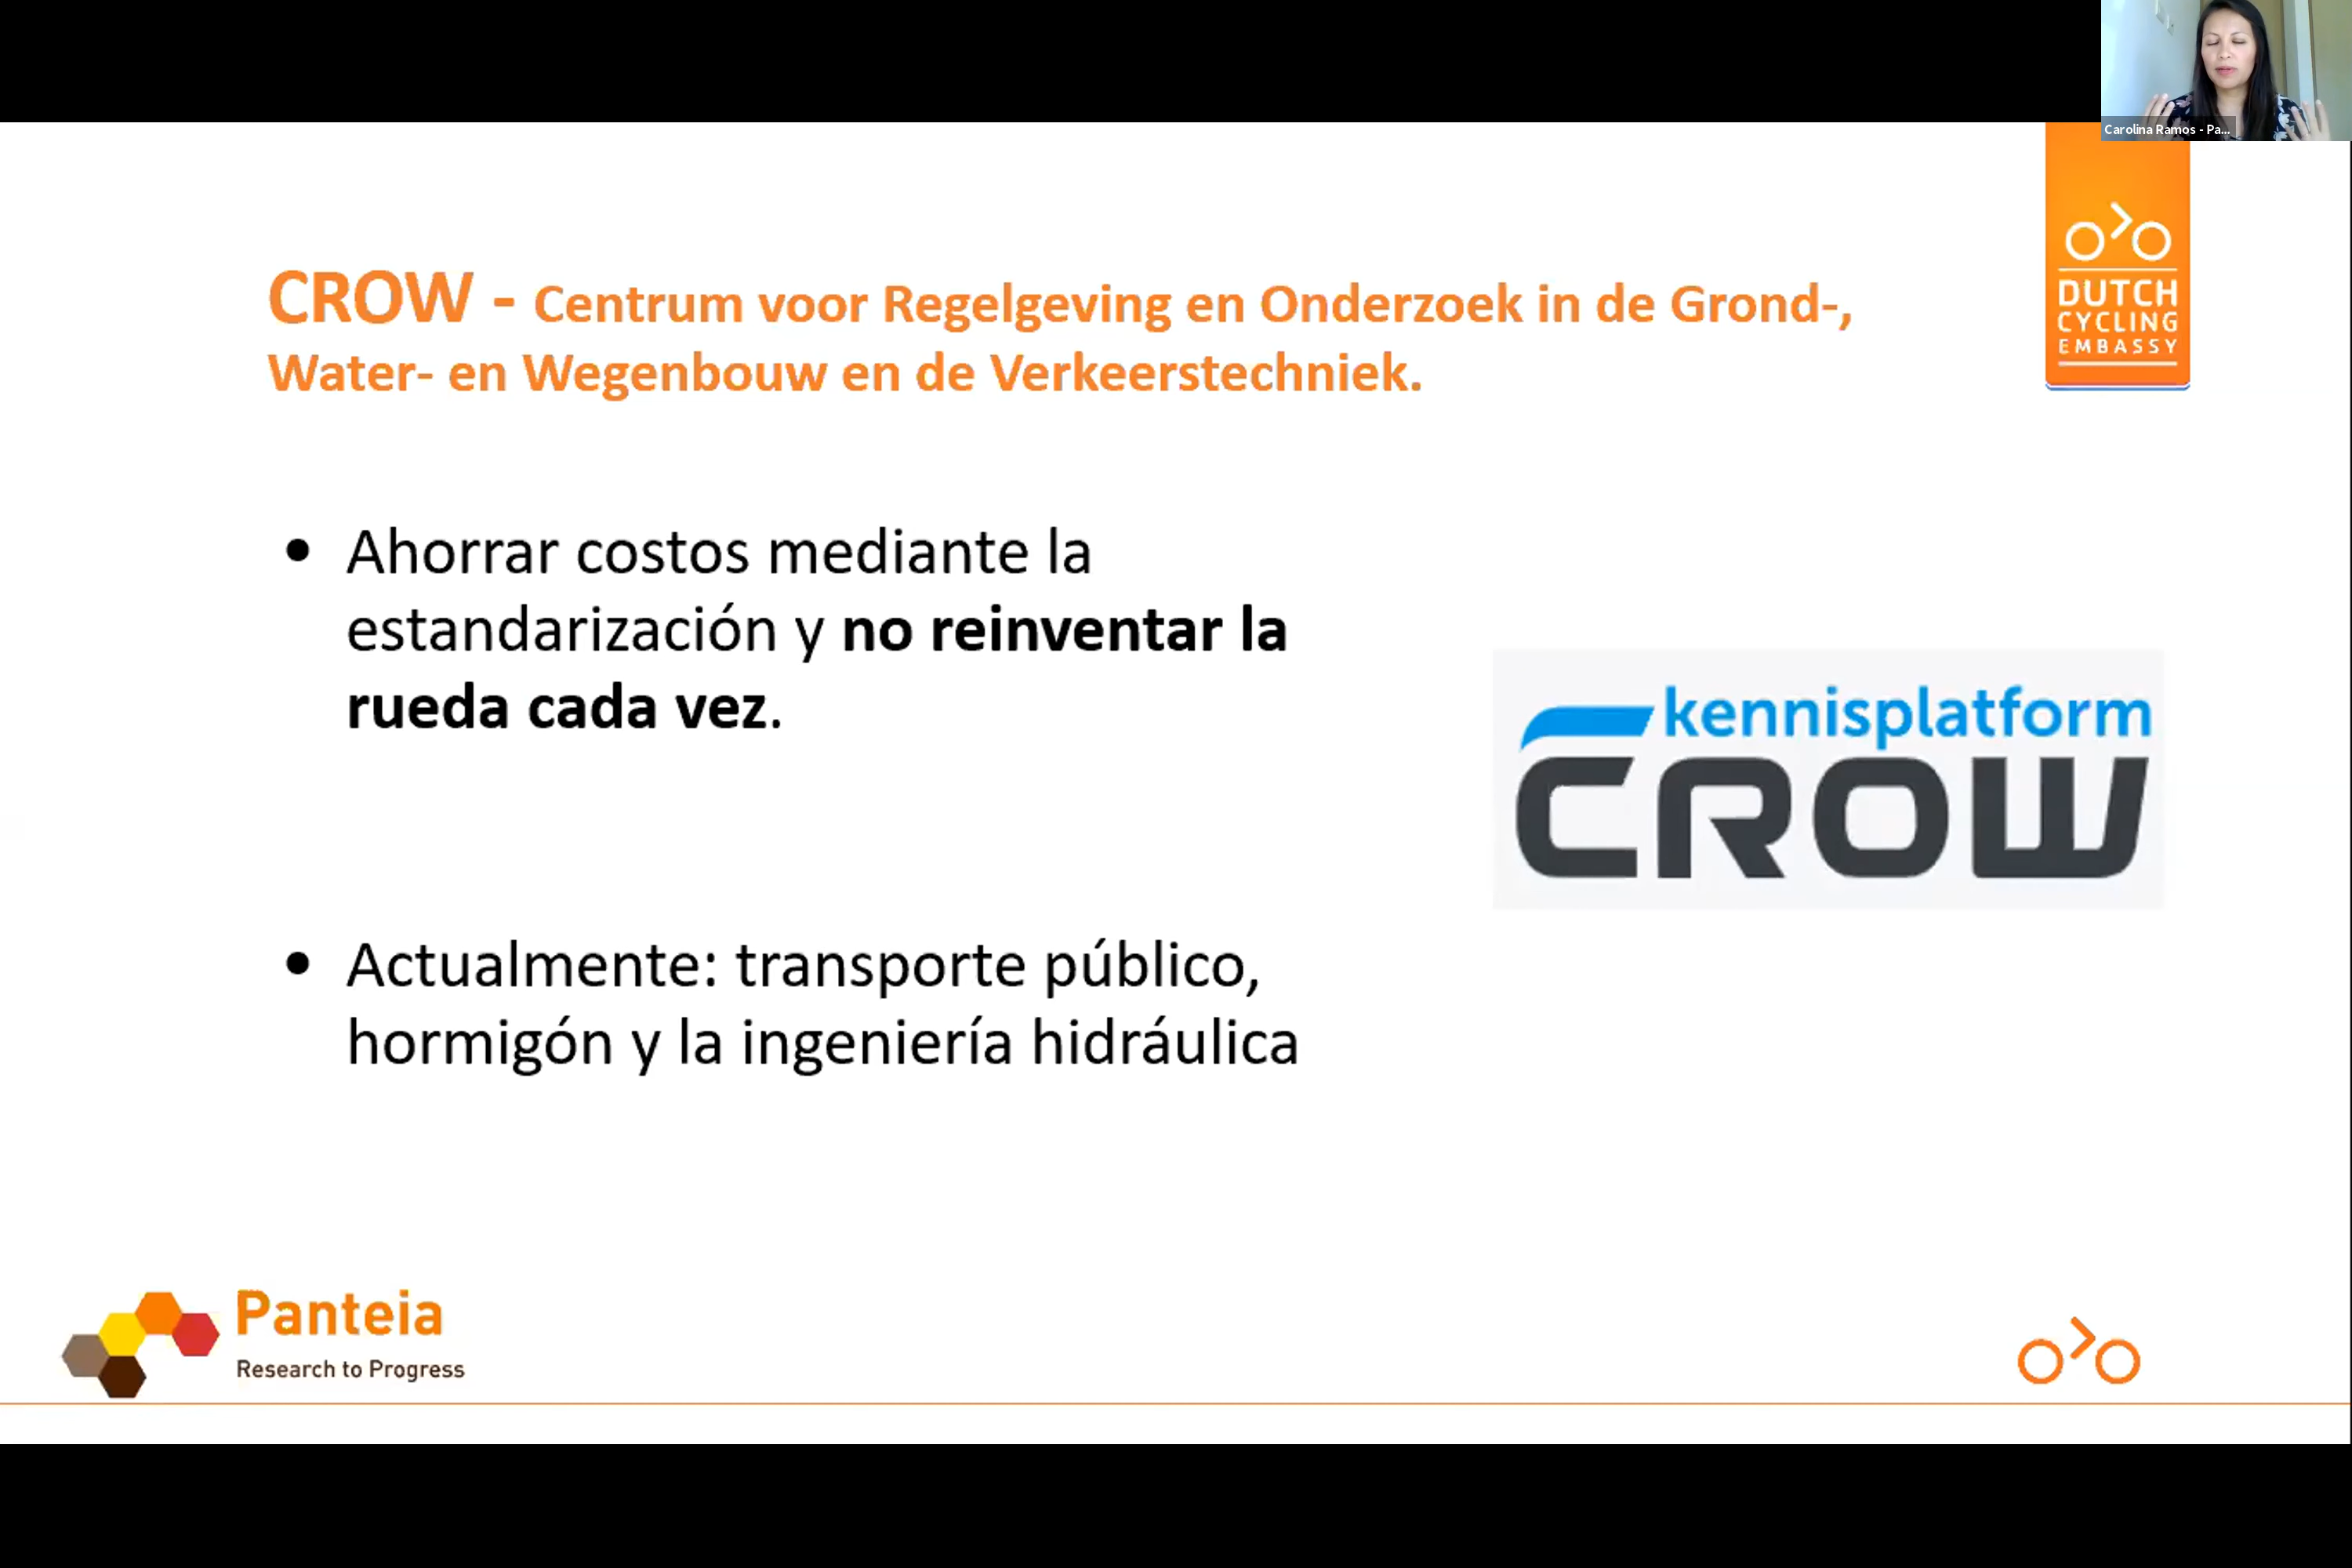 Carolina Ramos - Pa...
DUTCH
CYCLING
EMBASSY
CROW - Centrum voor Regelgeving en Onderzoek in de Grond-,
Water- en Wegenbouw en de Verkeerstechniek.
• Ahorrar costos mediante la
estandarización y no reinventar la
rueda cada vez.
kennisplatform
CROW
• Actualmente: transporte público,
hormigón y la ingeniería hidráulica
Panteia
Research to Progress